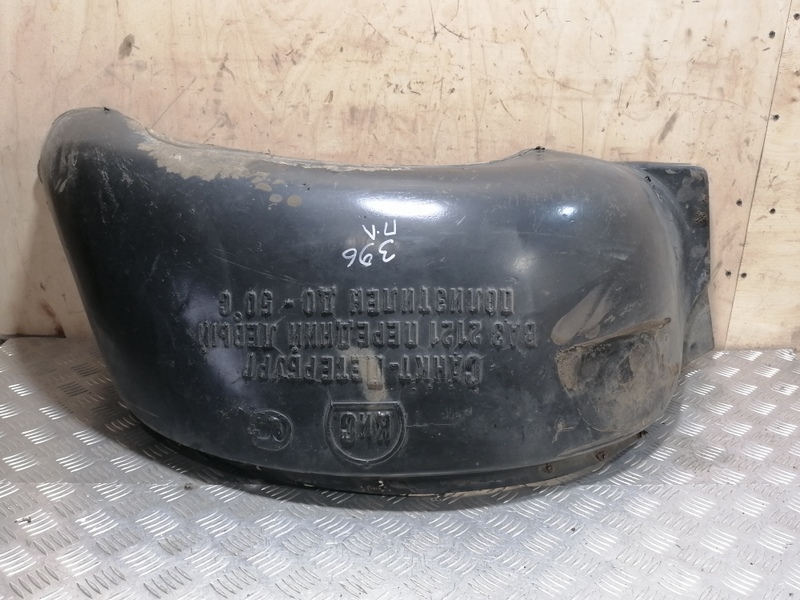 396
П.Л
САНКТ-ПЕТЕРБУРГ
ВАЗ 2121 ПЕРЕДНИЙ ЛЕВЫЙ
ПОЛИЭТИЛЕН ДО -50°С